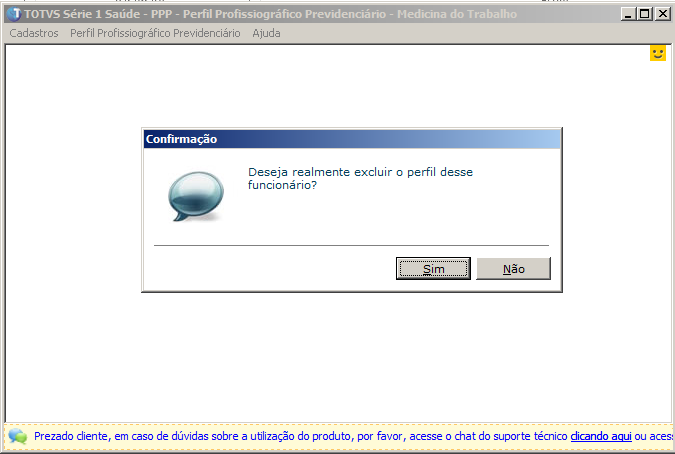 TOTVS Série 1 Saúde - PPP - Perfil Profissiográfico Previdenciário - Medicina do Trabalho
Cadastros Perfil Profissiográfico Previdenciário Ajuda
Confirmação
Deseja realmente excluir o perfil desse
funcionário?
Sim Não
Prezado cliente, em caso de dúvidas sobre a utilização do produto, por favor, acesse o chat do suporte técnico clicando aqui ou acess